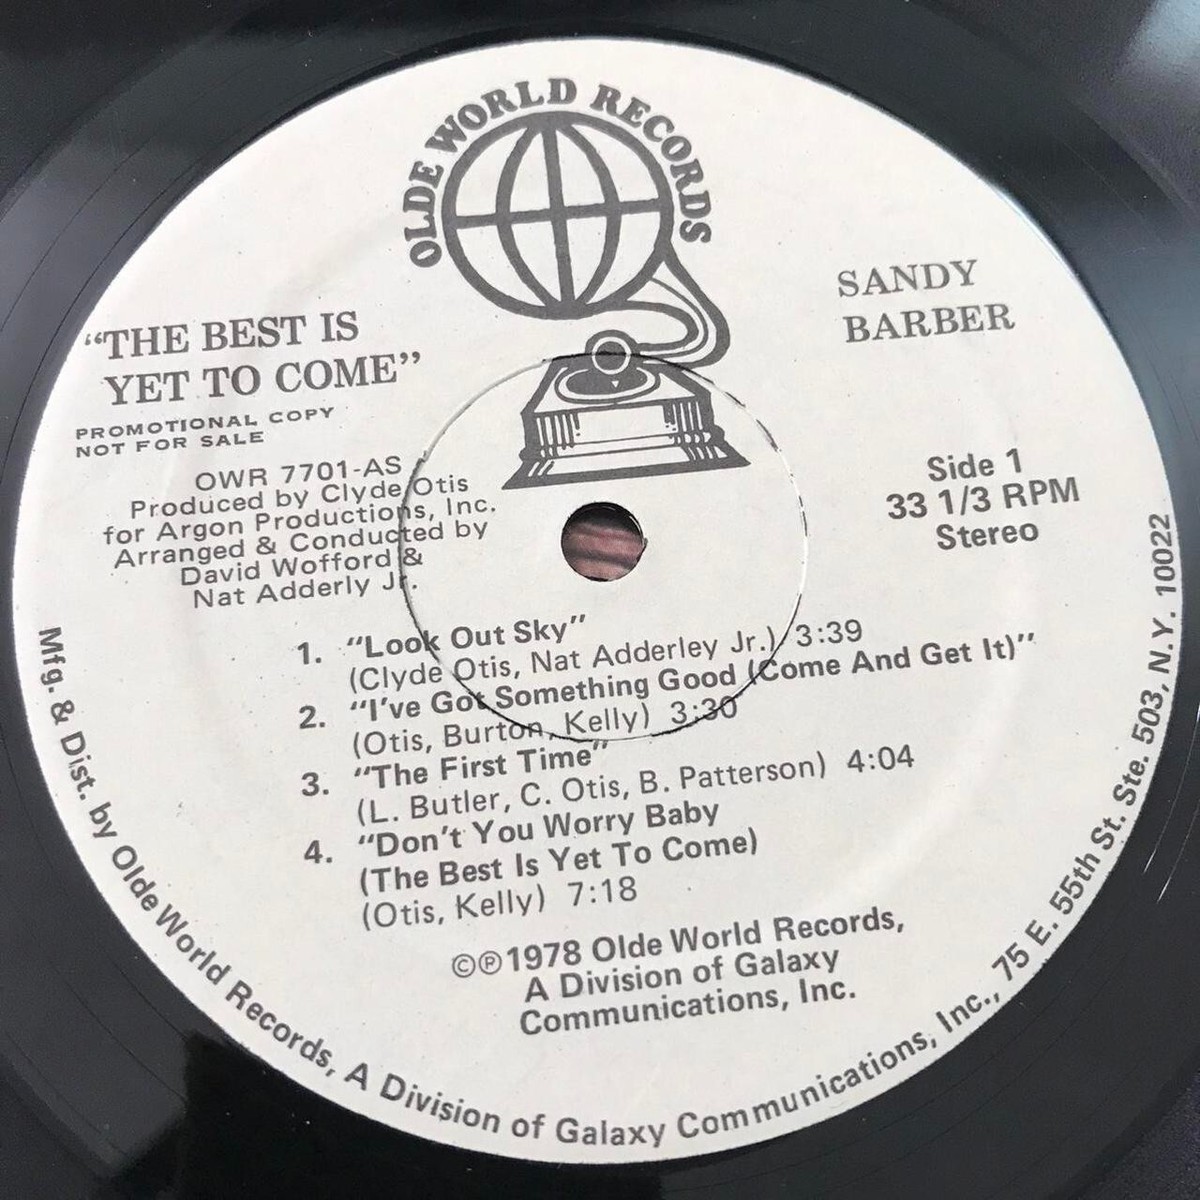 OLDE WORLD RECORDS
"THE BEST IS
YET TO COME"
PROMOTIONAL COPY
NOT FOR SALE
SANDY
BARBER
OWR 7701-AS
Produced by Clyde Otis
for Argon Productions, Inc.
Arranged & Conducted by
David Wofford &
Nat Adderly Jr.
Side 1
33 1/3 RPM
Stereo
1. "Look Out Sky"
(Clyde Otis, Nat Adderley Jr.) 3:39
2. "I've Got Something Good (Come And Get It)"
(Otis, Burton, Kelly) 3:30
3. "The First Time"
(L. Butler, C. Otis, B. Patterson) 4:04
4. "Don't You Worry Baby
(The Best Is Yet To Come)
(Otis, Kelly) 7:18
©℗1978 Olde World Records,
A Division of Galaxy
Communications, Inc.
Mfg. & Dist. by Olde World Records, A Division of Galaxy Communications, Inc., 75 E. 55th St. Ste. 503, N.Y. 10022